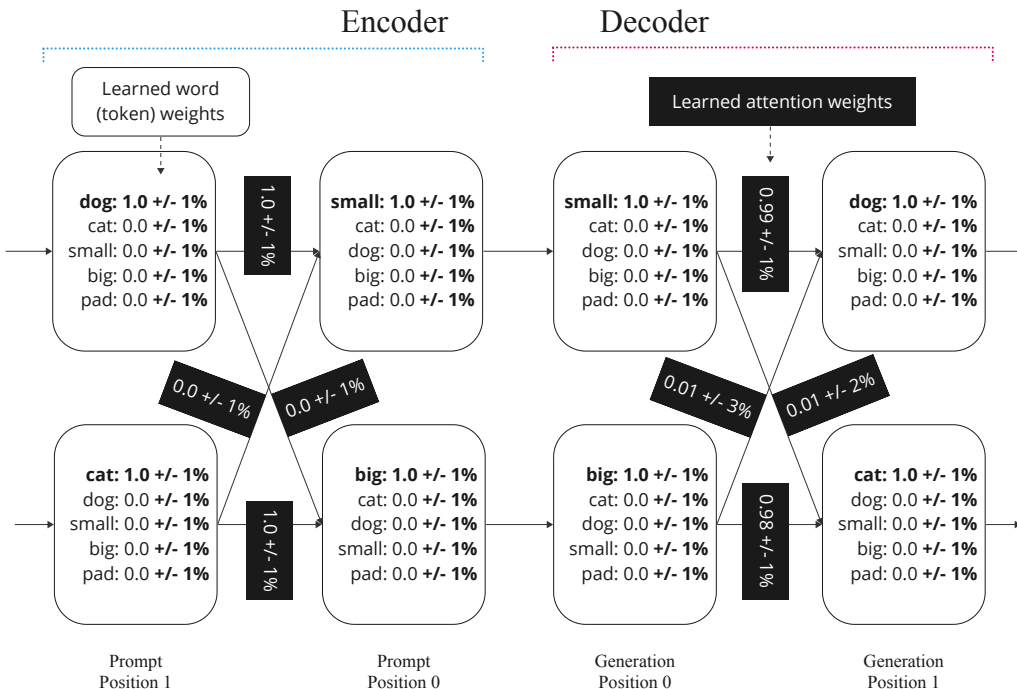 Encoder
Decoder
Learned word
(token) weights
Learned attention weights
dog: 1.0 +/- 1%
cat: 0.0 +/- 1%
small: 0.0 +/- 1%
big: 0.0 +/- 1%
pad: 0.0 +/- 1%
1.0 +/- 1%
small: 1.0 +/- 1%
cat: 0.0 +/- 1%
dog: 0.0 +/- 1%
big: 0.0 +/- 1%
pad: 0.0 +/- 1%
small: 1.0 +/- 1%
cat: 0.0 +/- 1%
dog: 0.0 +/- 1%
big: 0.0 +/- 1%
pad: 0.0 +/- 1%
0.99 +/- 1%
dog: 1.0 +/- 1%
cat: 0.0 +/- 1%
small: 0.0 +/- 1%
big: 0.0 +/- 1%
pad: 0.0 +/- 1%
0.0 +/- 1%
0.0 +/- 1%
0.01 +/- 3%
0.01 +/- 2%
cat: 1.0 +/- 1%
dog: 0.0 +/- 1%
small: 0.0 +/- 1%
big: 0.0 +/- 1%
pad: 0.0 +/- 1%
1.0 +/- 1%
big: 1.0 +/- 1%
cat: 0.0 +/- 1%
dog: 0.0 +/- 1%
small: 0.0 +/- 1%
pad: 0.0 +/- 1%
big: 1.0 +/- 1%
cat: 0.0 +/- 1%
dog: 0.0 +/- 1%
small: 0.0 +/- 1%
pad: 0.0 +/- 1%
0.98 +/- 1%
cat: 1.0 +/- 1%
dog: 0.0 +/- 1%
small: 0.0 +/- 1%
big: 0.0 +/- 1%
pad: 0.0 +/- 1%
Prompt
Position 1
Prompt
Position 0
Generation
Position 0
Generation
Position 1